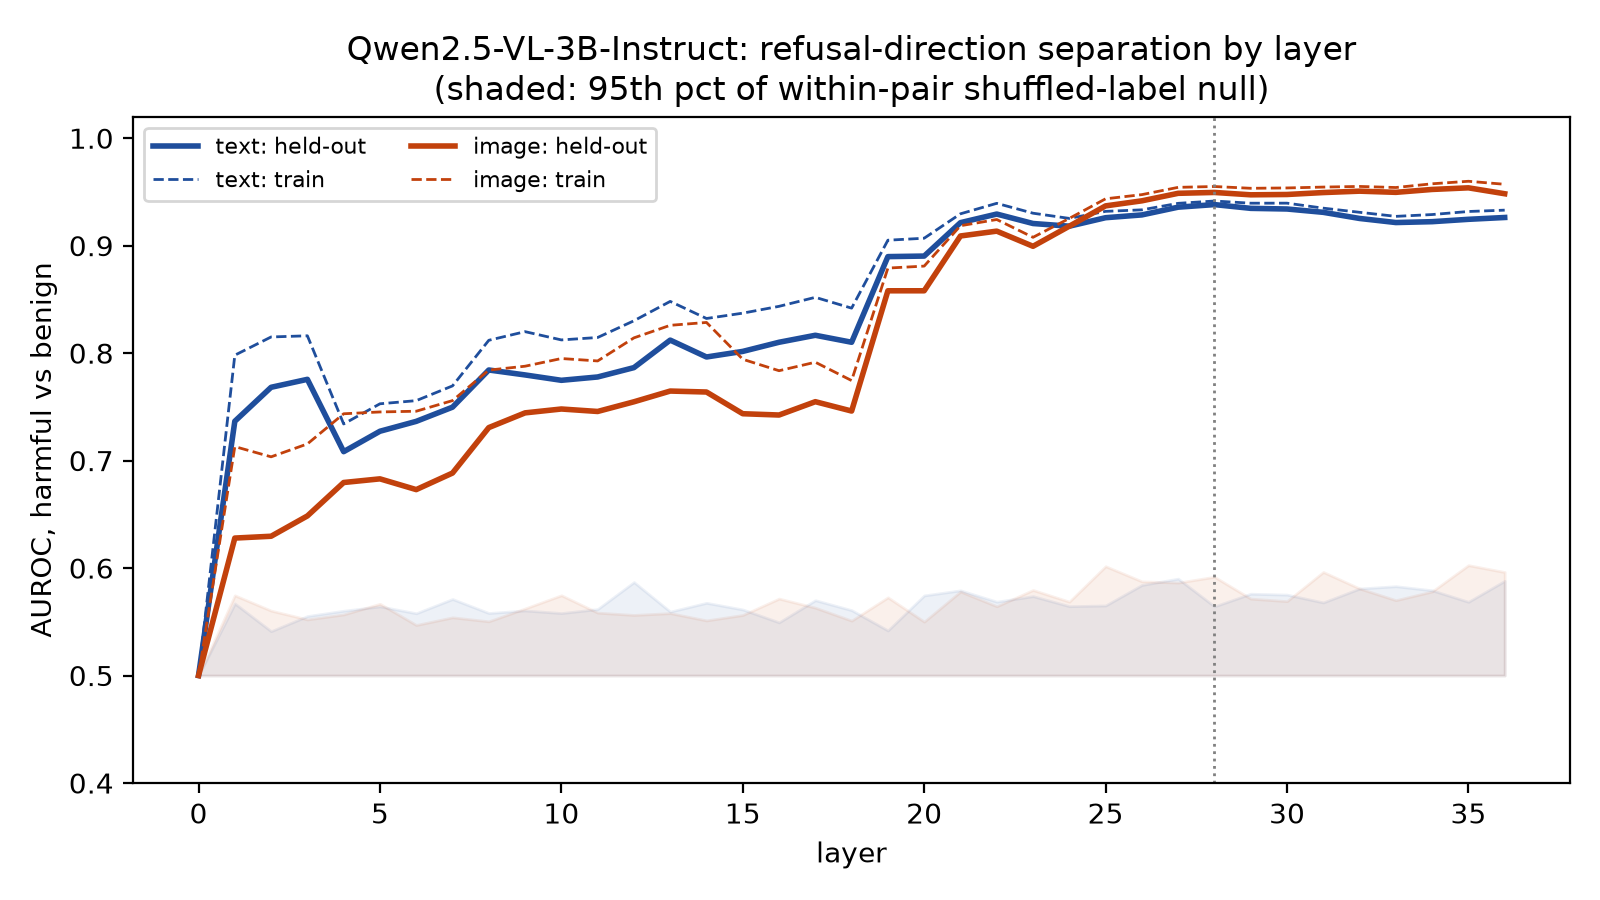 Qwen2.5-VL-3B-Instruct: refusal-direction separation by layer
(shaded: 95th pct of within-pair shuffled-label null)
text: held-out
text: train
image: held-out
image: train
AUROC, harmful vs benign
1.0
0.9
0.8
0.7
0.6
0.5
0.4
0 5 10 15 20 25 30 35
layer